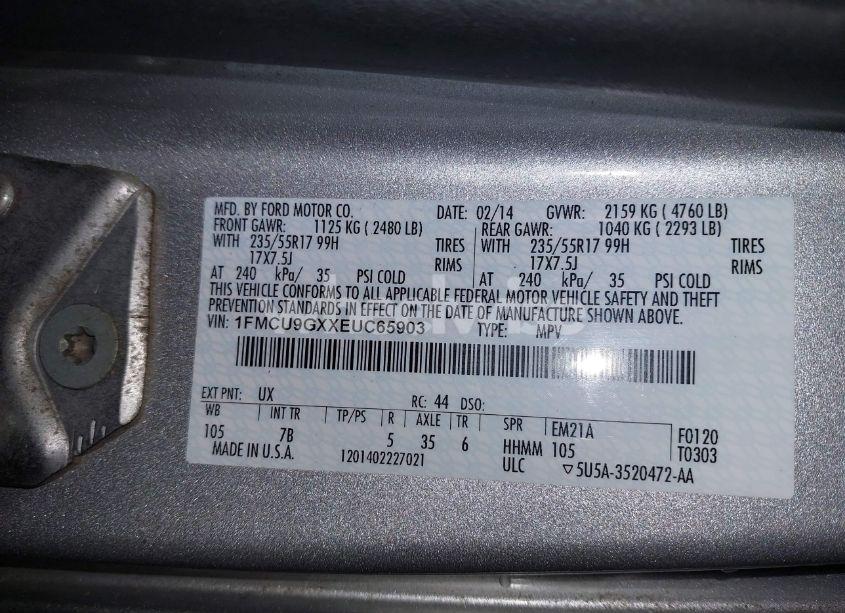 MFD. BY FORD MOTOR CO. DATE: 02/14 GVWR: 2159 KG ( 4760 LB)
FRONT GAWR: 1125 KG ( 2480 LB) REAR GAWR: 1040 KG ( 2293 LB)
WITH 235/55R17 99H TIRES WITH 235/55R17 99H TIRES
17X7.5J RIMS 17X7.5J RIMS
AT 240 kPa/ 35 PSI COLD AT 240 kPa/ 35 PSI COLD
THIS VEHICLE CONFORMS TO ALL APPLICABLE FEDERAL MOTOR VEHICLE SAFETY AND THEFT
PREVENTION STANDARDS IN EFFECT ON THE DATE OF MANUFACTURE SHOWN ABOVE.
VIN: 1FMCU9GXXEUC65903 TYPE: MPV
EXT PNT: UX RC: 44 DSO:
WB INT TR TP/PS R AXLE TR SPR EM21A F0120
105 7B 5 35 6 HHMM 105 T0303
MADE IN U.S.A. 1201402227021 ULC ▽5U5A-3520472-AA